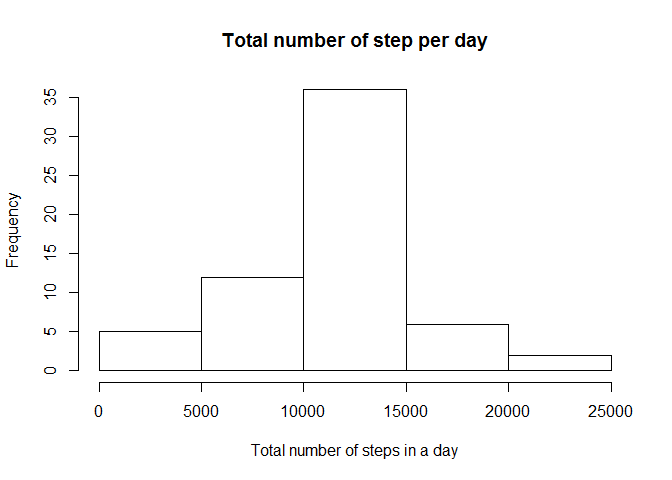 Total number of step per day
Frequency
35
30
25
20
15
10
5
0
0 5000 10000 15000 20000 25000
Total number of steps in a day